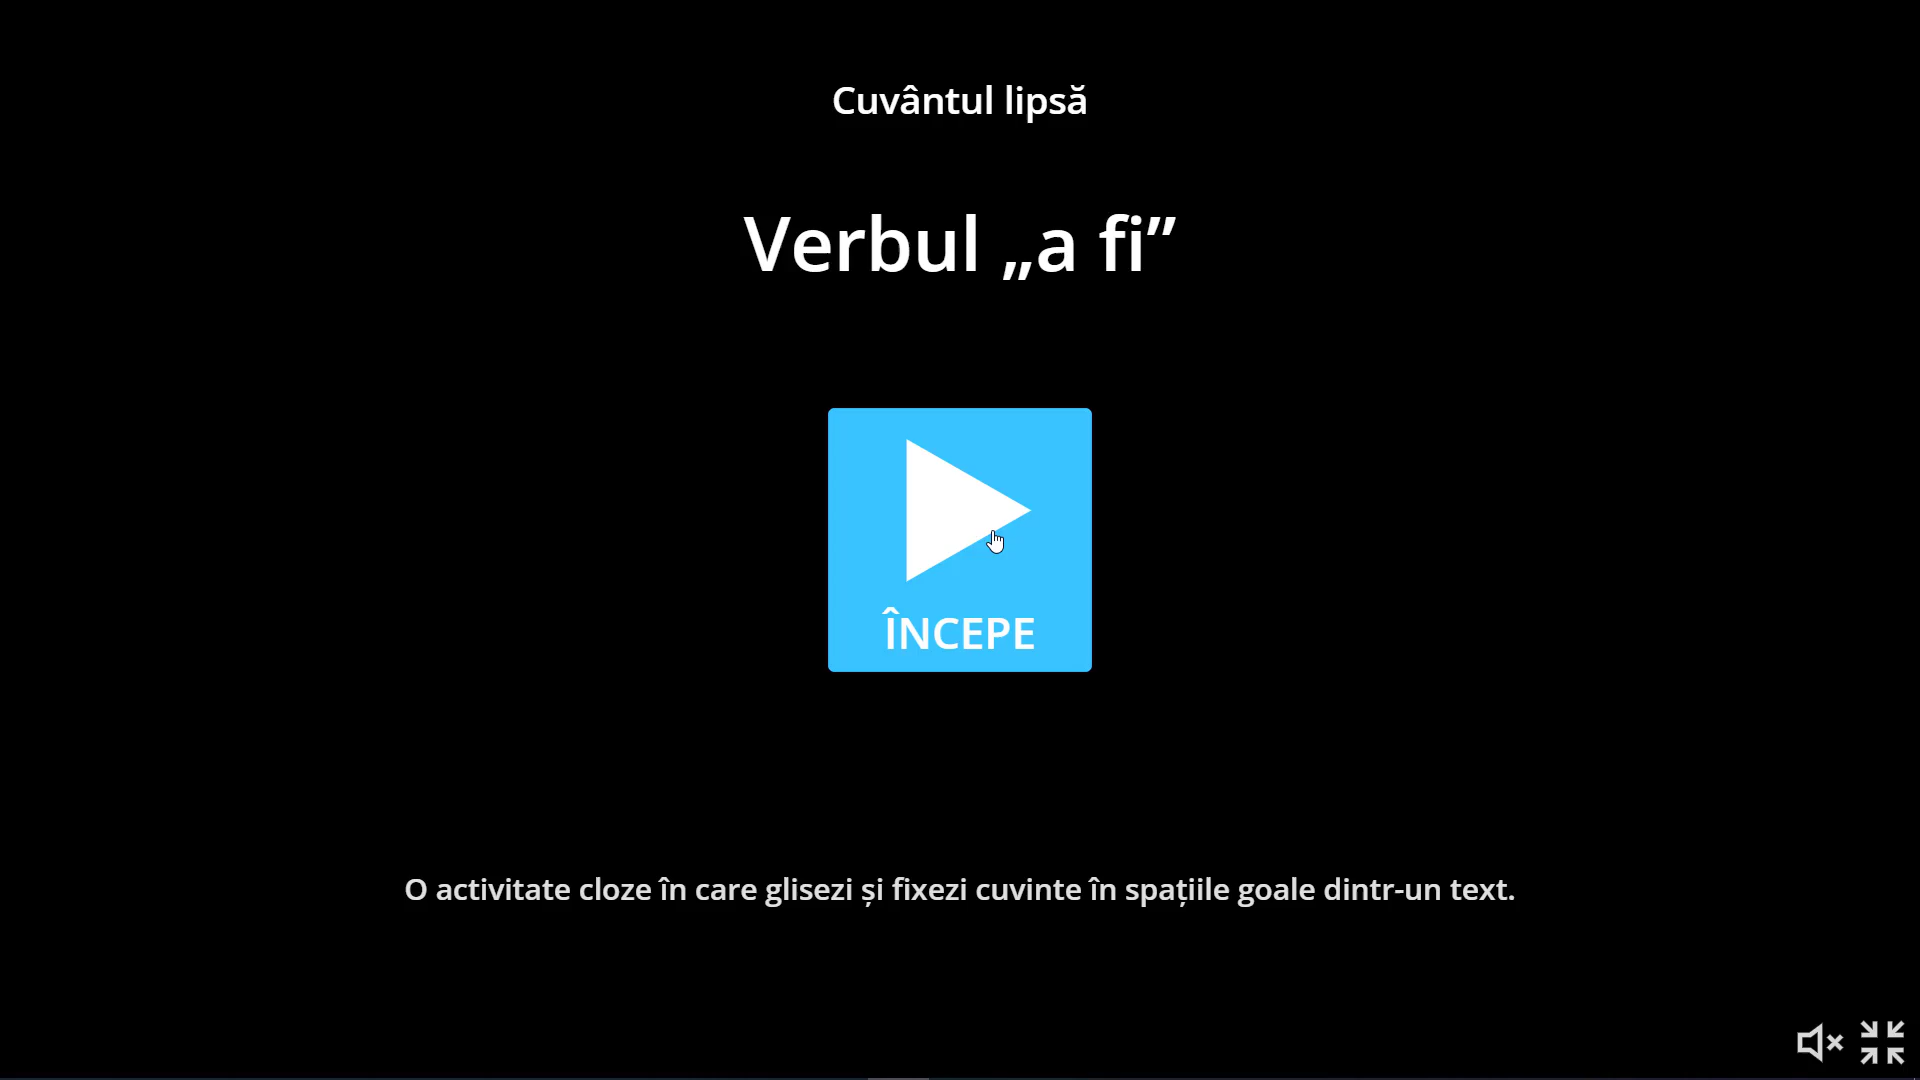 Cuvântul lipsă
Verbul „a fi”
ÎNCEPE
O activitate cloze în care glisezi și fixezi cuvinte în spațiile goale dintr-un text.